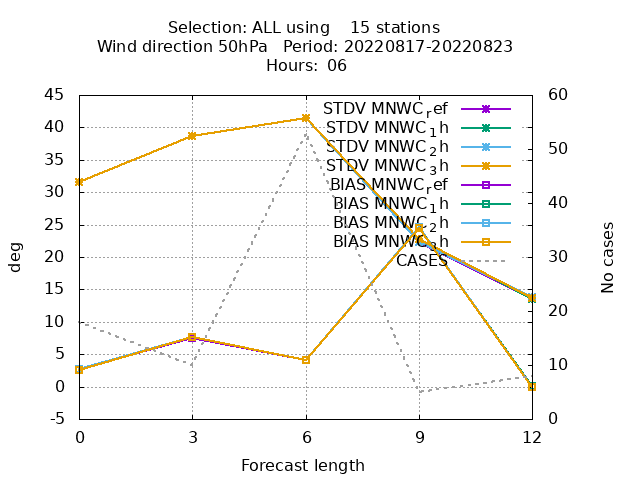 Selection: ALL using 15 stations
Wind direction 50hPa Period: 20220817-20220823
Hours: 06
45
40
35
30
25
20
15
10
5
0
-5
deg
60
50
40
30
20
10
0
No cases
STDV MNWC_ref
STDV MNWC_1h
STDV MNWC_2h
STDV MNWC_3h
BIAS MNWC_ref
BIAS MNWC_1h
BIAS MNWC_2h
BIAS MNWC_3h
CASES
0 3 6 9 12
Forecast length